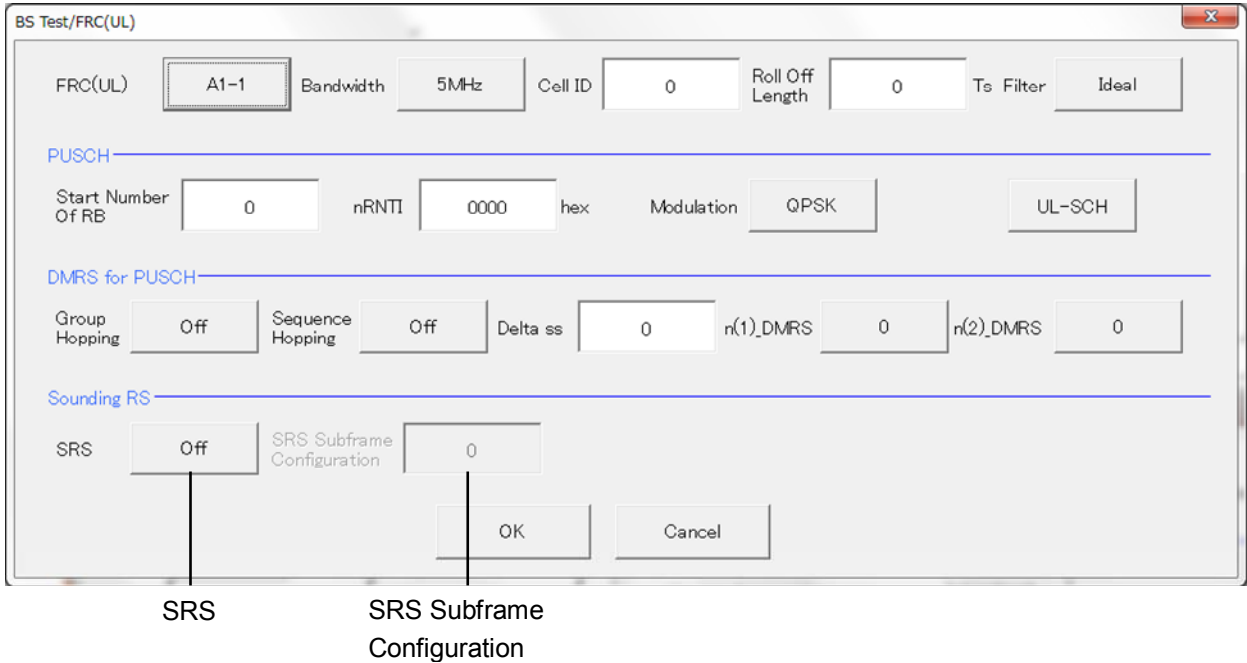 BS Test/FRC(UL)
FRC(UL) A1-1 Bandwidth 5MHz Cell ID 0 Roll Off Length 0 Ts Filter Ideal
PUSCH
Start Number Of RB 0 nRNTI 0000 hex Modulation QPSK UL-SCH
DMRS for PUSCH
Group Hopping Off Sequence Hopping Off Delta ss 0 n(1)_DMRS 0 n(2)_DMRS 0
Sounding RS
SRS Off SRS Subframe Configuration 0
OK Cancel
SRS SRS Subframe
Configuration